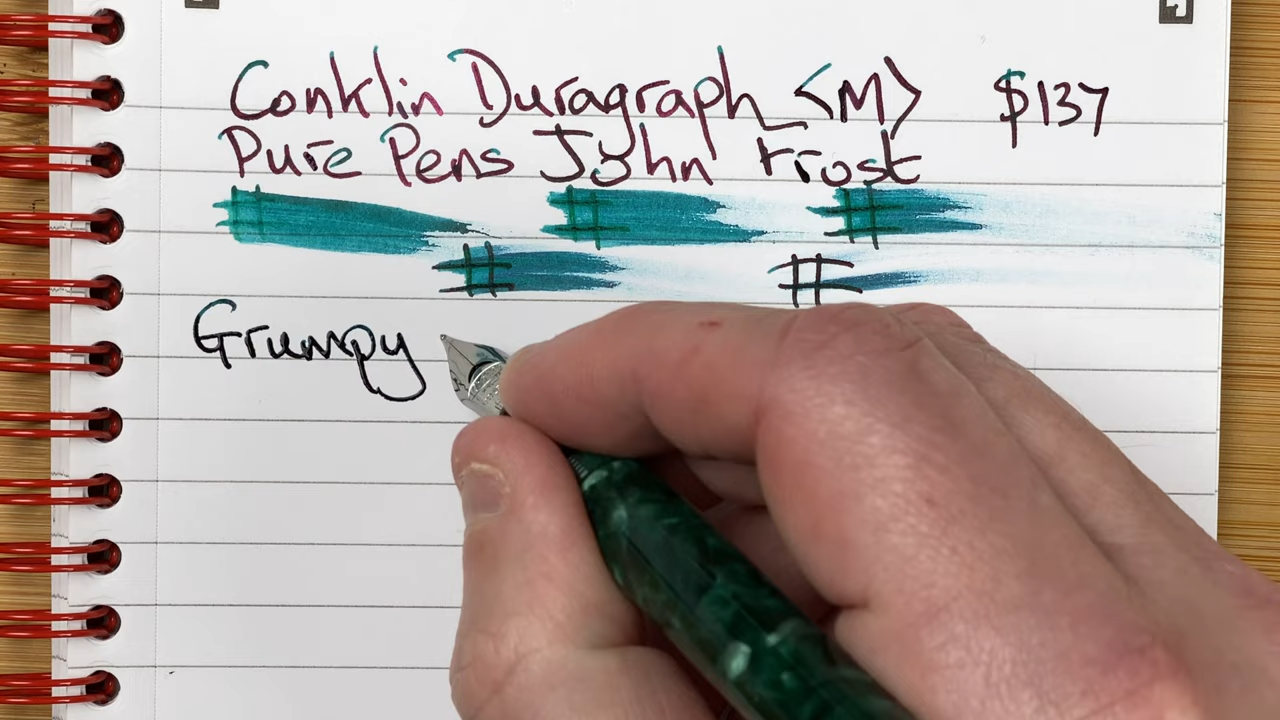 Conklin Duragraph <M> $137
Pure Pens John Frost
# # #
# #
Grumpy